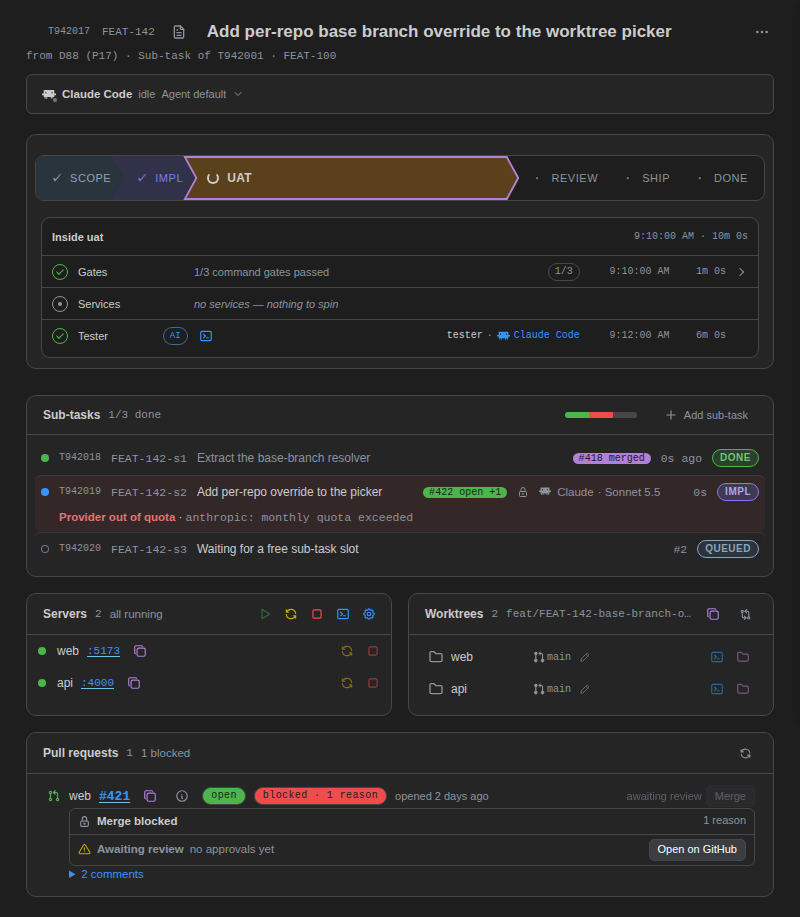 T942017 FEAT-142 Add per-repo base branch override to the worktree picker
from D88 (P17) · Sub-task of T942001 · FEAT-100
Claude Code idle Agent default
SCOPE IMPL UAT REVIEW SHIP DONE
Inside uat 9:10:00 AM · 10m 0s
Gates 1/3 command gates passed 1/3 9:10:00 AM 1m 0s
Services no services — nothing to spin
Tester AI tester · Claude Code 9:12:00 AM 6m 0s
Sub-tasks 1/3 done Add sub-task
T942018 FEAT-142-s1 Extract the base-branch resolver #418 merged 0s ago DONE
T942019 FEAT-142-s2 Add per-repo override to the picker #422 open +1 Claude · Sonnet 5.5 0s IMPL
Provider out of quota · anthropic: monthly quota exceeded
T942020 FEAT-142-s3 Waiting for a free sub-task slot #2 QUEUED
Servers 2 all running
web :5173
api :4000
Worktrees 2 feat/FEAT-142-base-branch-o…
web main
api main
Pull requests 1 1 blocked
web #421 open blocked · 1 reason opened 2 days ago awaiting review Merge
Merge blocked 1 reason
Awaiting review no approvals yet Open on GitHub
2 comments